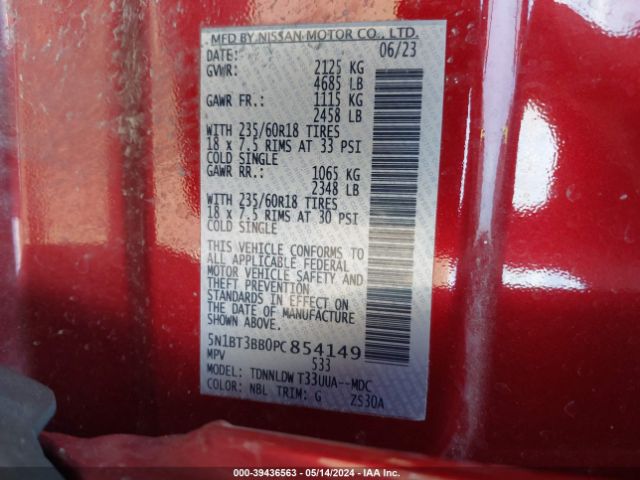 MFD BY NISSAN MOTOR CO., LTD.
DATE: 06/23
GVWR: 2125 KG
4685 LB
GAWR FR.: 1115 KG
2458 LB
WITH 235/60R18 TIRES
18 x 7.5 RIMS AT 33 PSI
COLD SINGLE
GAWR RR.: 1065 KG
2348 LB
WITH 235/60R18 TIRES
18 x 7.5 RIMS AT 30 PSI
COLD SINGLE
THIS VEHICLE CONFORMS TO
ALL APPLICABLE FEDERAL
MOTOR VEHICLE SAFETY AND
THEFT PREVENTION
STANDARDS IN EFFECT ON
THE DATE OF MANUFACTURE
SHOWN ABOVE.
5N1BT3BB0PC854149
MPV 533
MODEL: TDNNLDW T33UUA--MDC
COLOR: NBL TRIM: G ZS30A
000-39436563 - 05/14/2024 - IAA Inc.